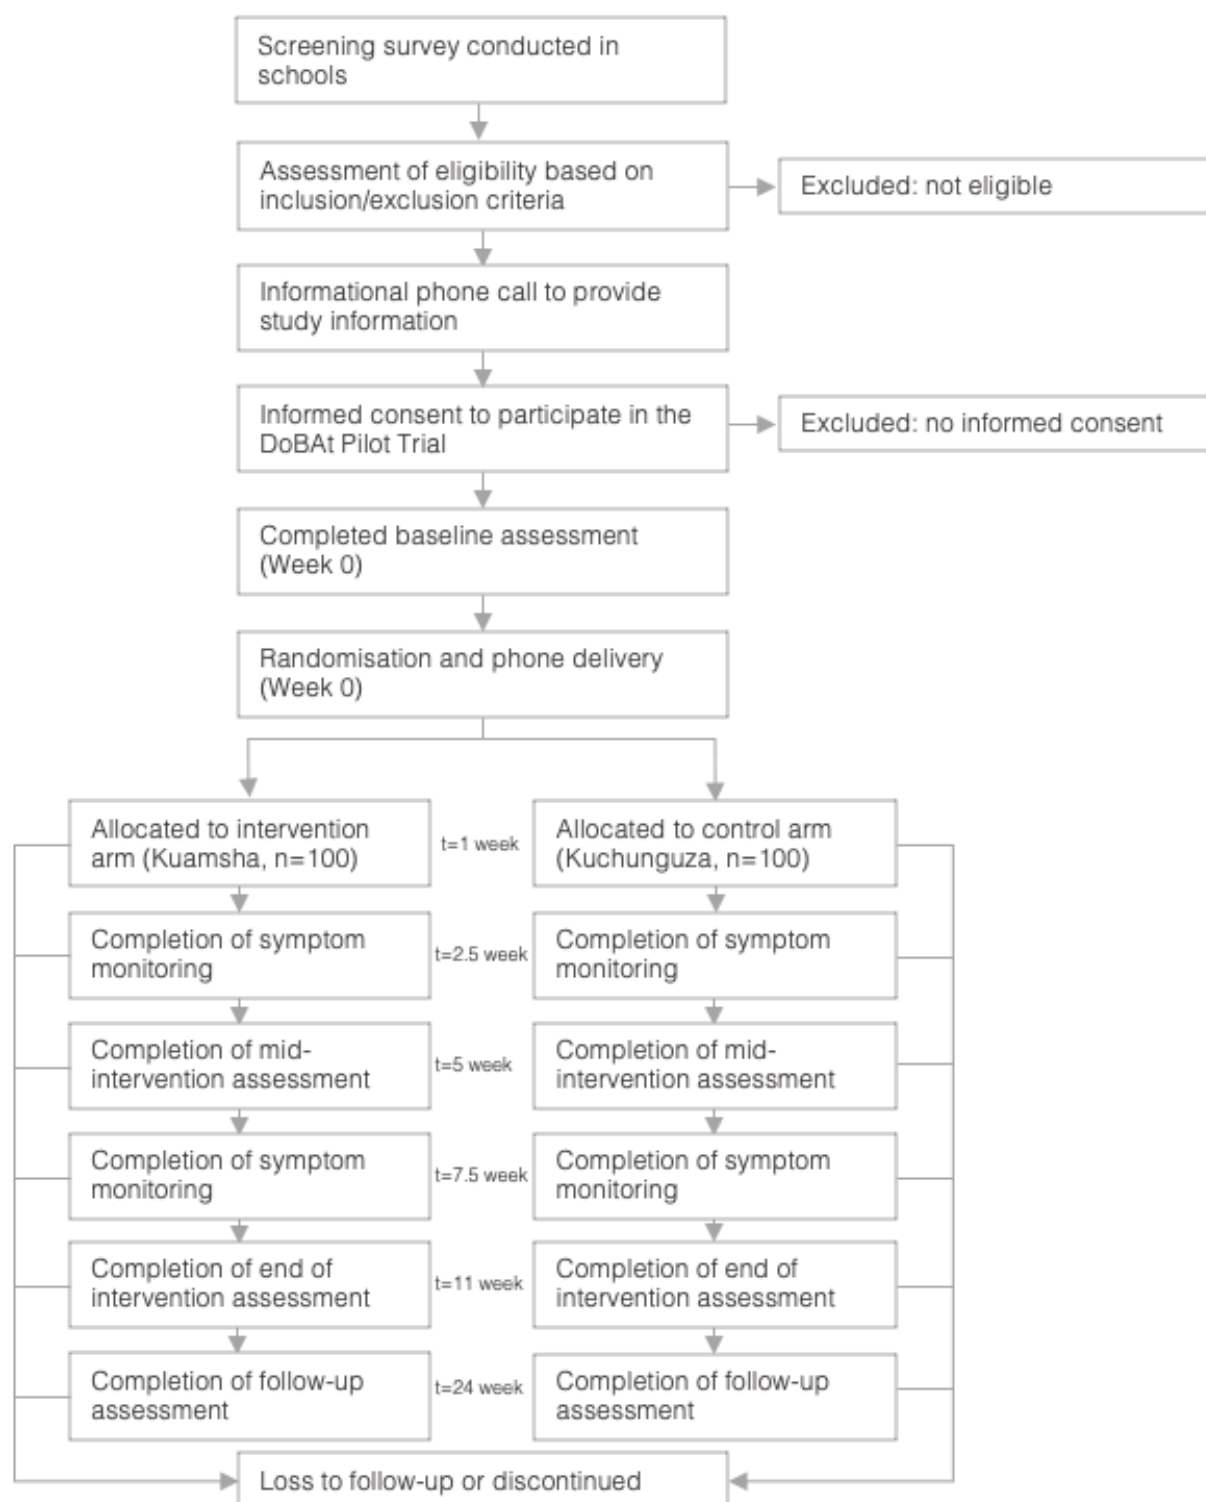 Screening survey conducted in
schools
Assessment of eligibility based on
inclusion/exclusion criteria
Excluded: not eligible
Informational phone call to provide
study information
Informed consent to participate in the
DoBAt Pilot Trial
Excluded: no informed consent
Completed baseline assessment
(Week 0)
Randomisation and phone delivery
(Week 0)
Allocated to intervention
arm (Kuamsha, n=100)
t=1 week
Allocated to control arm
(Kuchunguza, n=100)
Completion of symptom
monitoring
t=2.5 week
Completion of symptom
monitoring
Completion of mid-
intervention assessment
t=5 week
Completion of mid-
intervention assessment
Completion of symptom
monitoring
t=7.5 week
Completion of symptom
monitoring
Completion of end of
intervention assessment
t=11 week
Completion of end of
intervention assessment
Completion of follow-up
assessment
t=24 week
Completion of follow-up
assessment
Loss to follow-up or discontinued